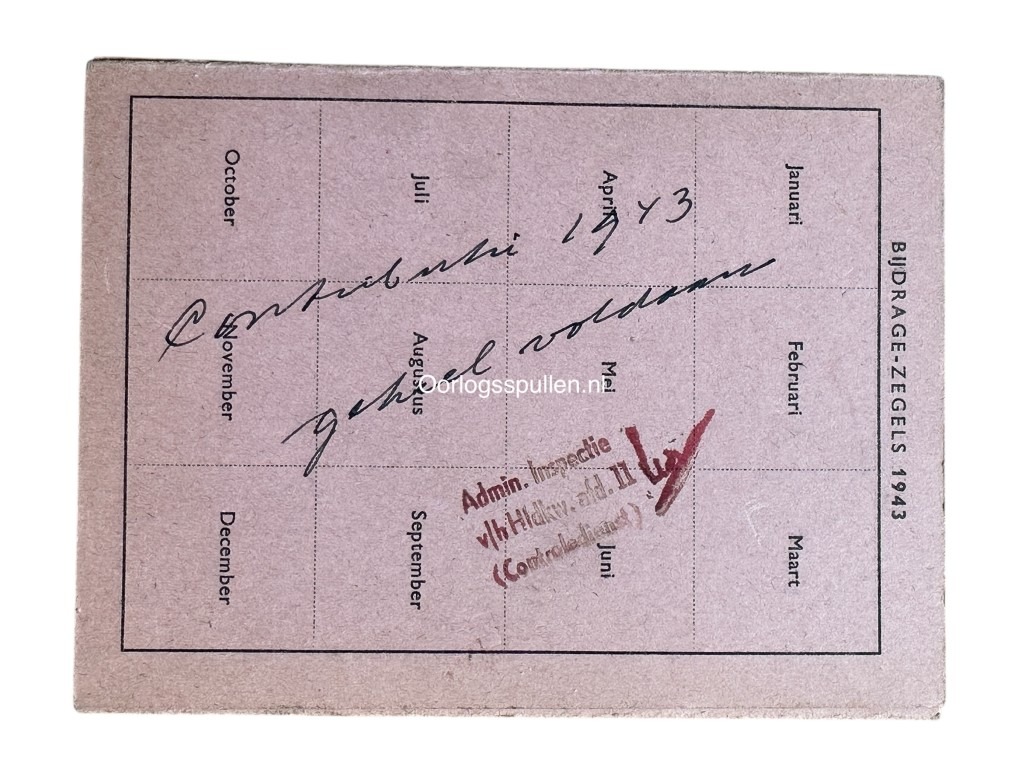 BIJDRAGE-ZEGELS 1943
Januari
Februari
Maart
April
Mei
Juni
Juli
Augustus
September
October
November
December
Contributie 1943
geheel voldaan
Admin. Inspectie
v/h Hldkw. afd. 11
(Controledienst)
Oorlogsspullen.nl